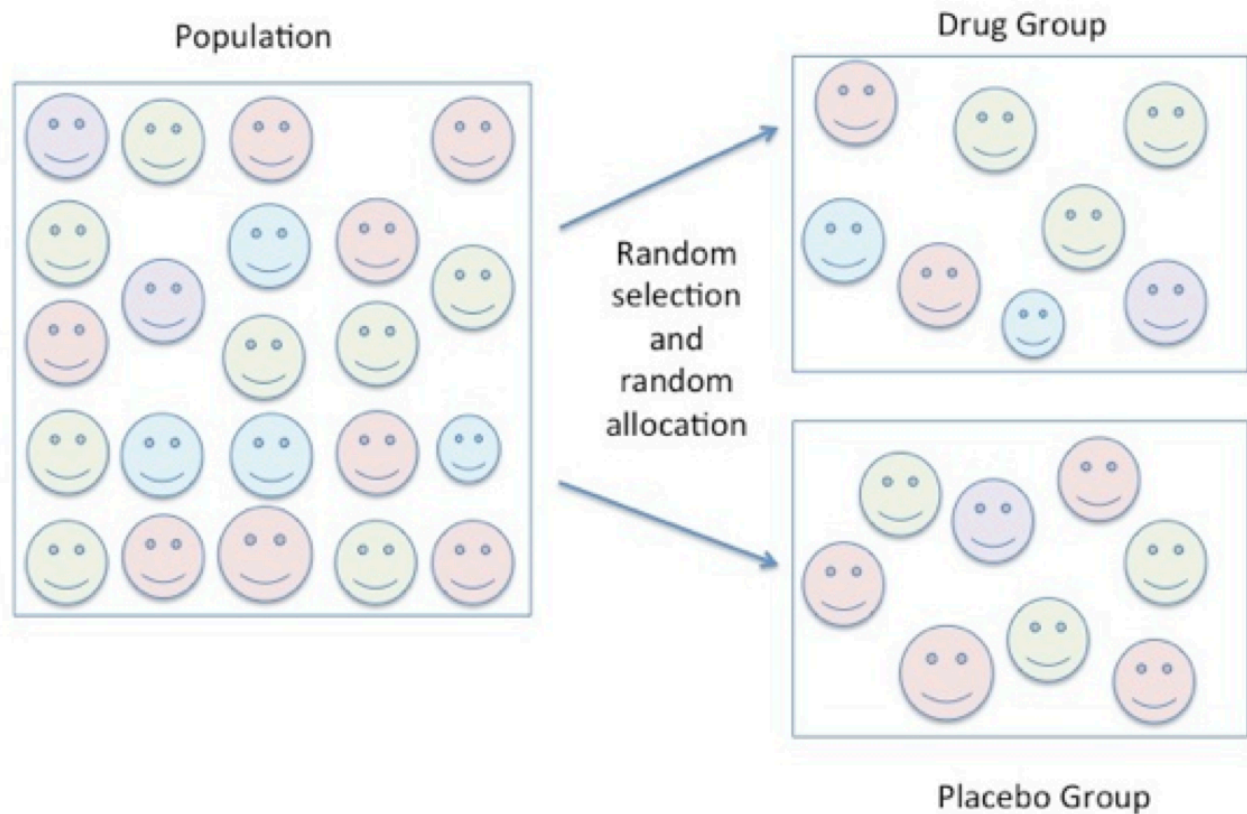 Population
Drug Group
Random
selection
and
random
allocation
Placebo Group